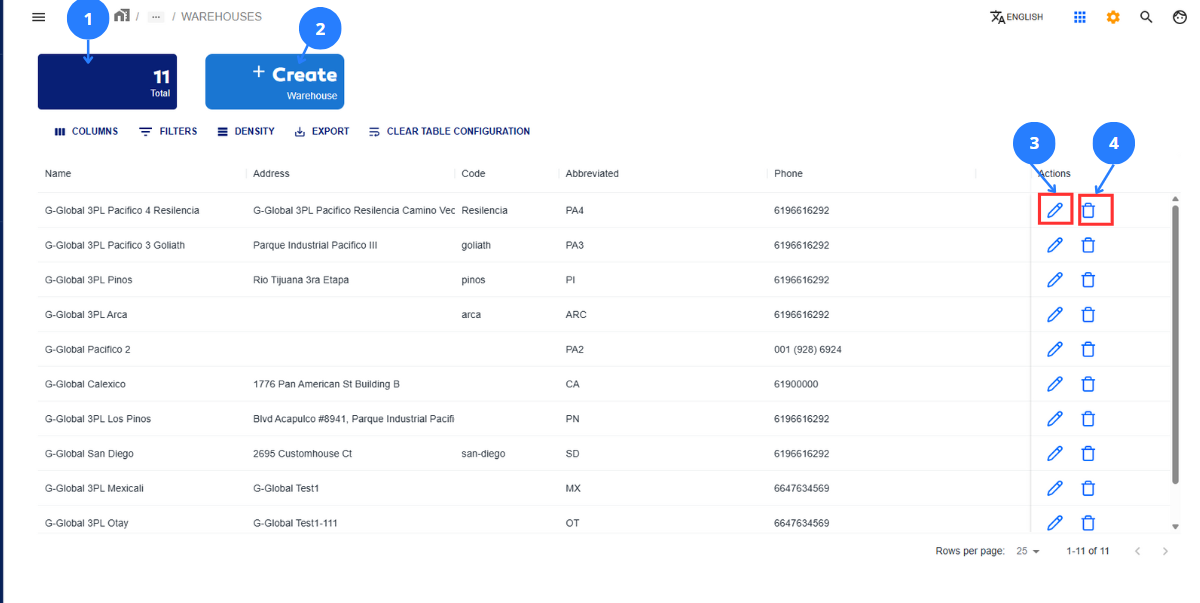 1
2
/ ... / WAREHOUSES
ENGLISH
11
Total
+ Create
Warehouse
COLUMNS FILTERS DENSITY EXPORT CLEAR TABLE CONFIGURATION
3
4
Name Address Code Abbreviated Phone Actions
G-Global 3PL Pacifico 4 Resilencia G-Global 3PL Pacifico Resilencia Camino Vec Resilencia PA4 6196616292
G-Global 3PL Pacifico 3 Goliath Parque Industrial Pacifico III goliath PA3 6196616292
G-Global 3PL Pinos Rio Tijuana 3ra Etapa pinos PI 6196616292
G-Global 3PL Arca arca ARC 6196616292
G-Global Pacifico 2 PA2 001 (928) 6924
G-Global Calexico 1776 Pan American St Building B CA 61900000
G-Global 3PL Los Pinos Blvd Acapulco #8941, Parque Industrial Pacifi PN 6196616292
G-Global San Diego 2695 Customhouse Ct san-diego SD 6196616292
G-Global 3PL Mexicali G-Global Test1 MX 6647634569
G-Global 3PL Otay G-Global Test1-111 OT 6647634569
Rows per page: 25 1-11 of 11